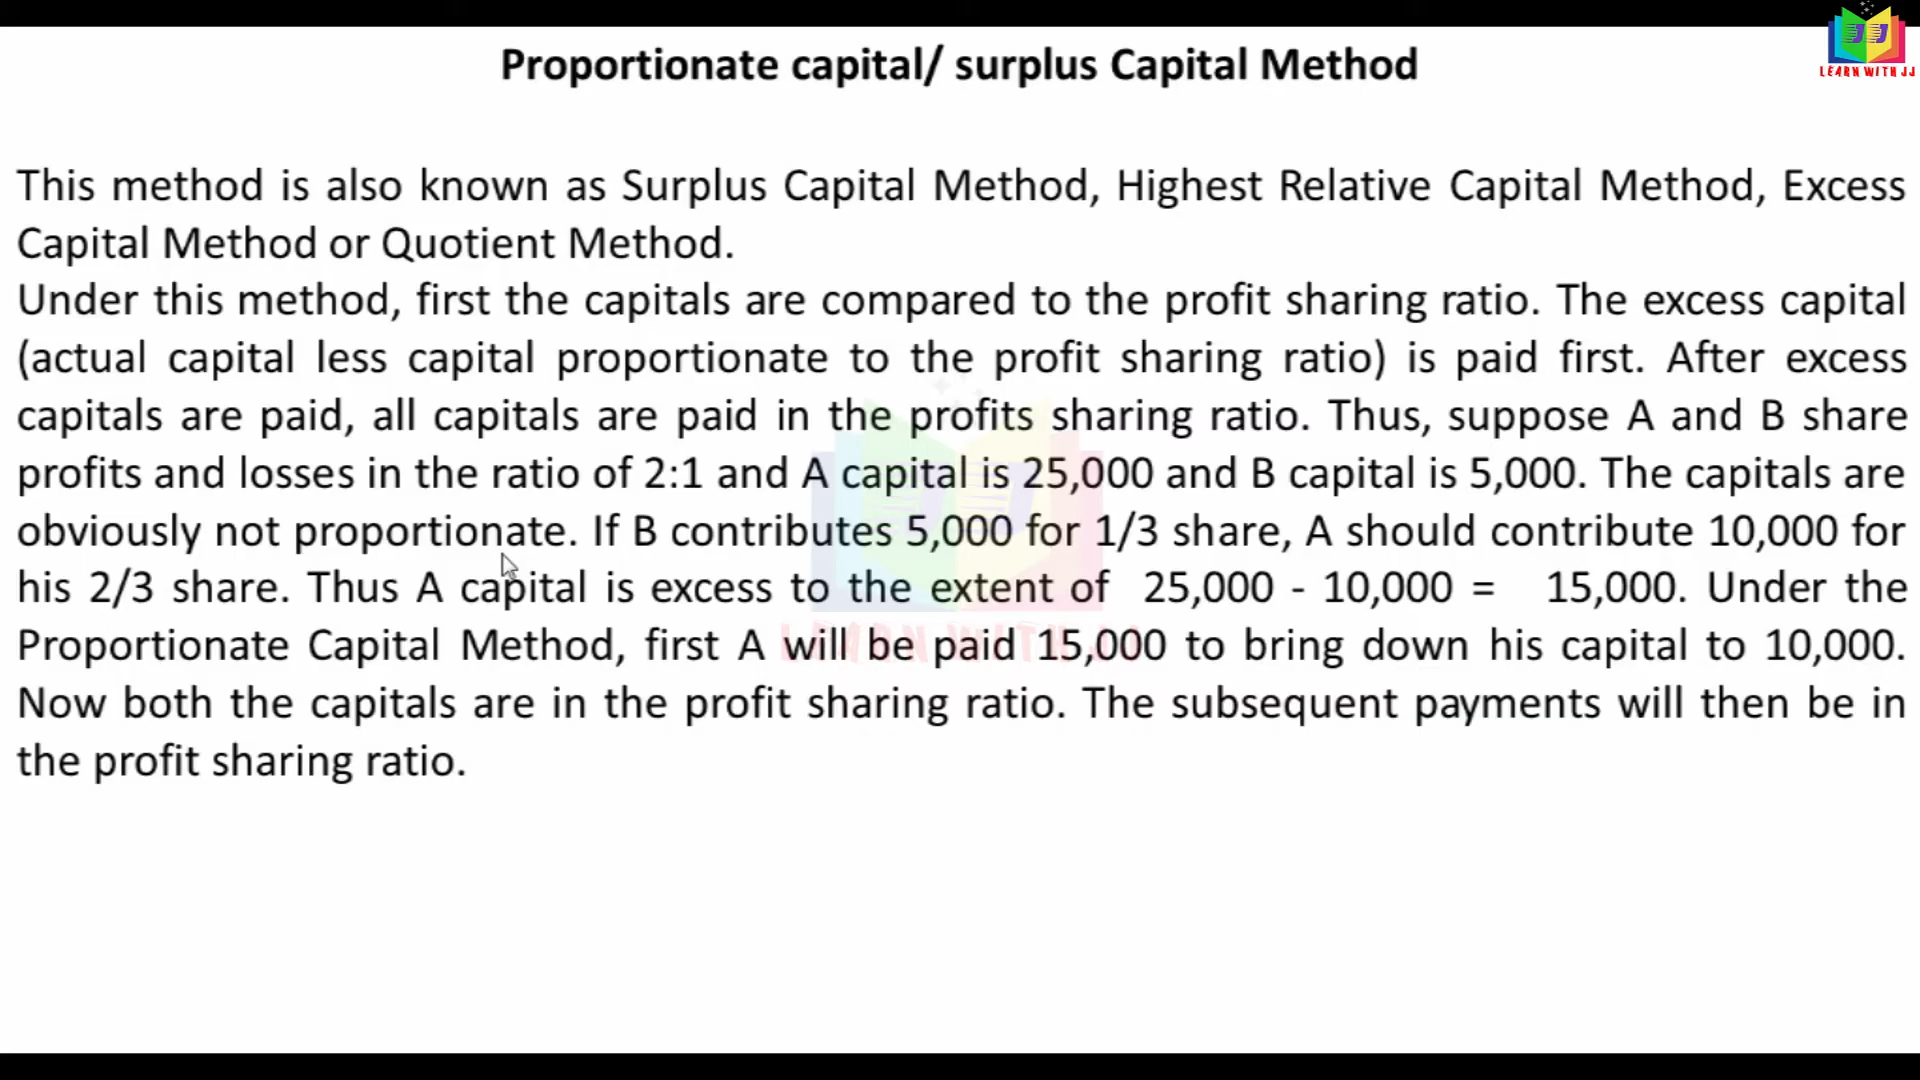 LEARN WITH JJ
Proportionate capital/ surplus Capital Method
This method is also known as Surplus Capital Method, Highest Relative Capital Method, Excess
Capital Method or Quotient Method.
Under this method, first the capitals are compared to the profit sharing ratio. The excess capital
(actual capital less capital proportionate to the profit sharing ratio) is paid first. After excess
capitals are paid, all capitals are paid in the profits sharing ratio. Thus, suppose A and B share
profits and losses in the ratio of 2:1 and A capital is 25,000 and B capital is 5,000. The capitals are
obviously not proportionate. If B contributes 5,000 for 1/3 share, A should contribute 10,000 for
his 2/3 share. Thus A capital is excess to the extent of 25,000 - 10,000 = 15,000. Under the
Proportionate Capital Method, first A will be paid 15,000 to bring down his capital to 10,000.
Now both the capitals are in the profit sharing ratio. The subsequent payments will then be in
the profit sharing ratio.
LEARN WITH JJ